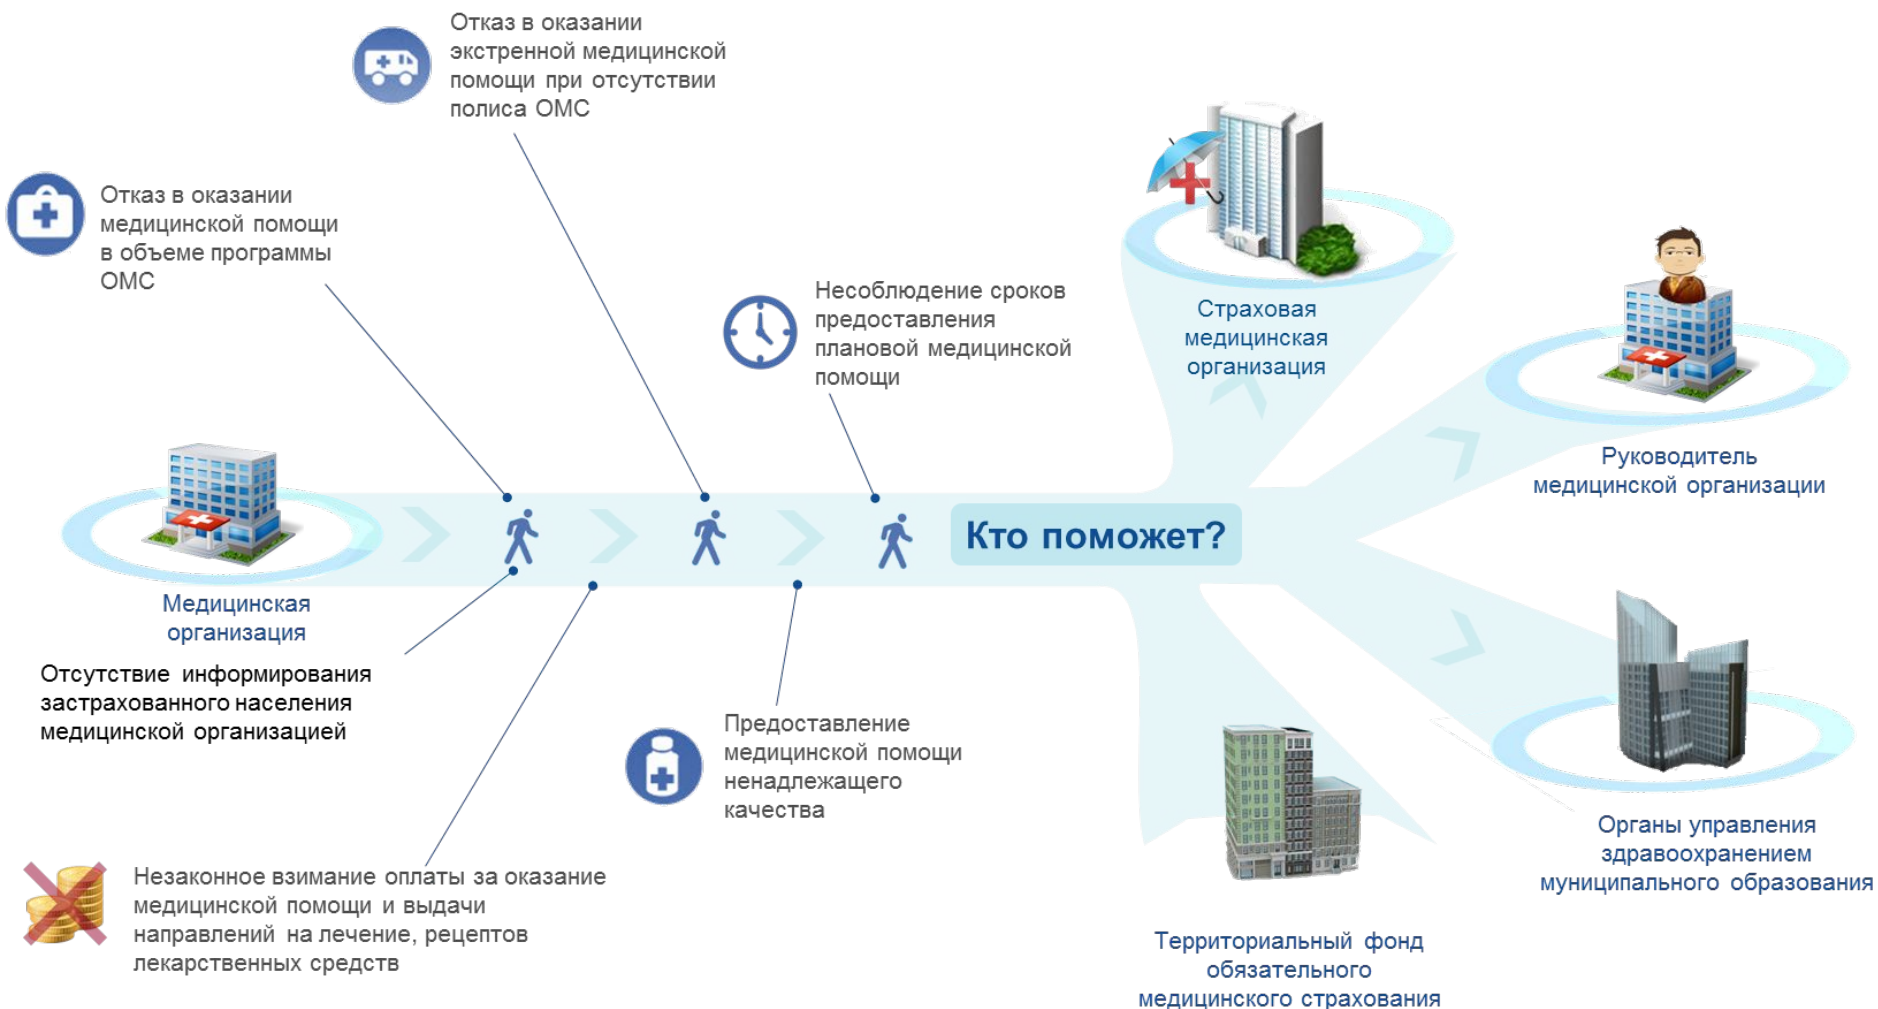 Отказ в оказании
экстренной медицинской
помощи при отсутствии
полиса ОМС
Отказ в оказании
медицинской помощи
в объеме программы
ОМС
Несоблюдение сроков
предоставления
плановой медицинской
помощи
Страховая
медицинская
организация
Руководитель
медицинской организации
Кто поможет?
Медицинская
организация
Отсутствие информирования
застрахованного населения
медицинской организацией
Предоставление
медицинской помощи
ненадлежащего
качества
Незаконное взимание оплаты за оказание
медицинской помощи и выдачи
направлений на лечение, рецептов
лекарственных средств
Органы управления
здравоохранением
муниципального образования
Территориальный фонд
обязательного
медицинского страхования